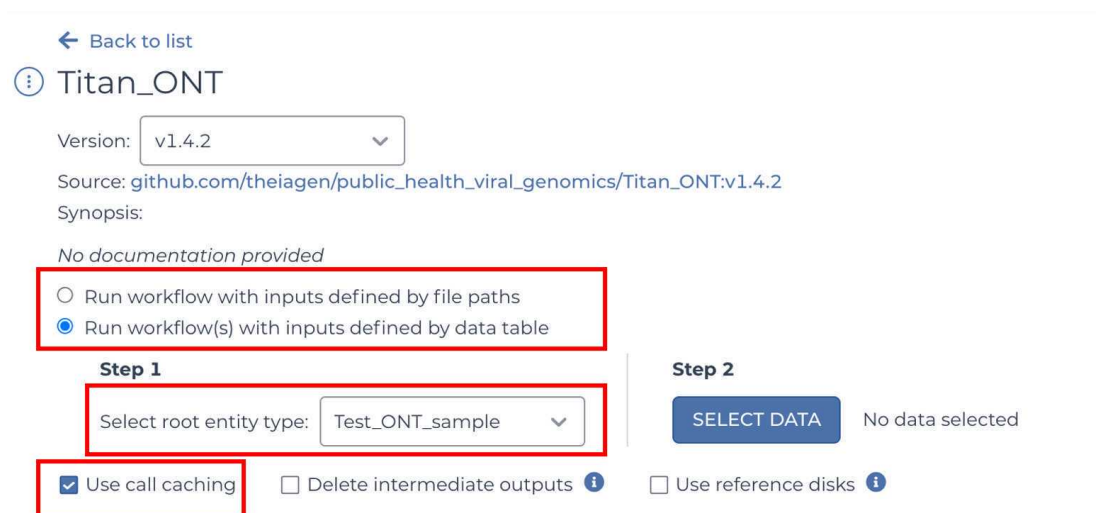 ← Back to list
Titan_ONT
Version: v1.4.2
Source: github.com/theiagen/public_health_viral_genomics/Titan_ONT:v1.4.2
Synopsis:
No documentation provided
Run workflow with inputs defined by file paths
Run workflow(s) with inputs defined by data table
Step 1
Select root entity type: Test_ONT_sample
Step 2
SELECT DATA No data selected
Use call caching Delete intermediate outputs i Use reference disks i